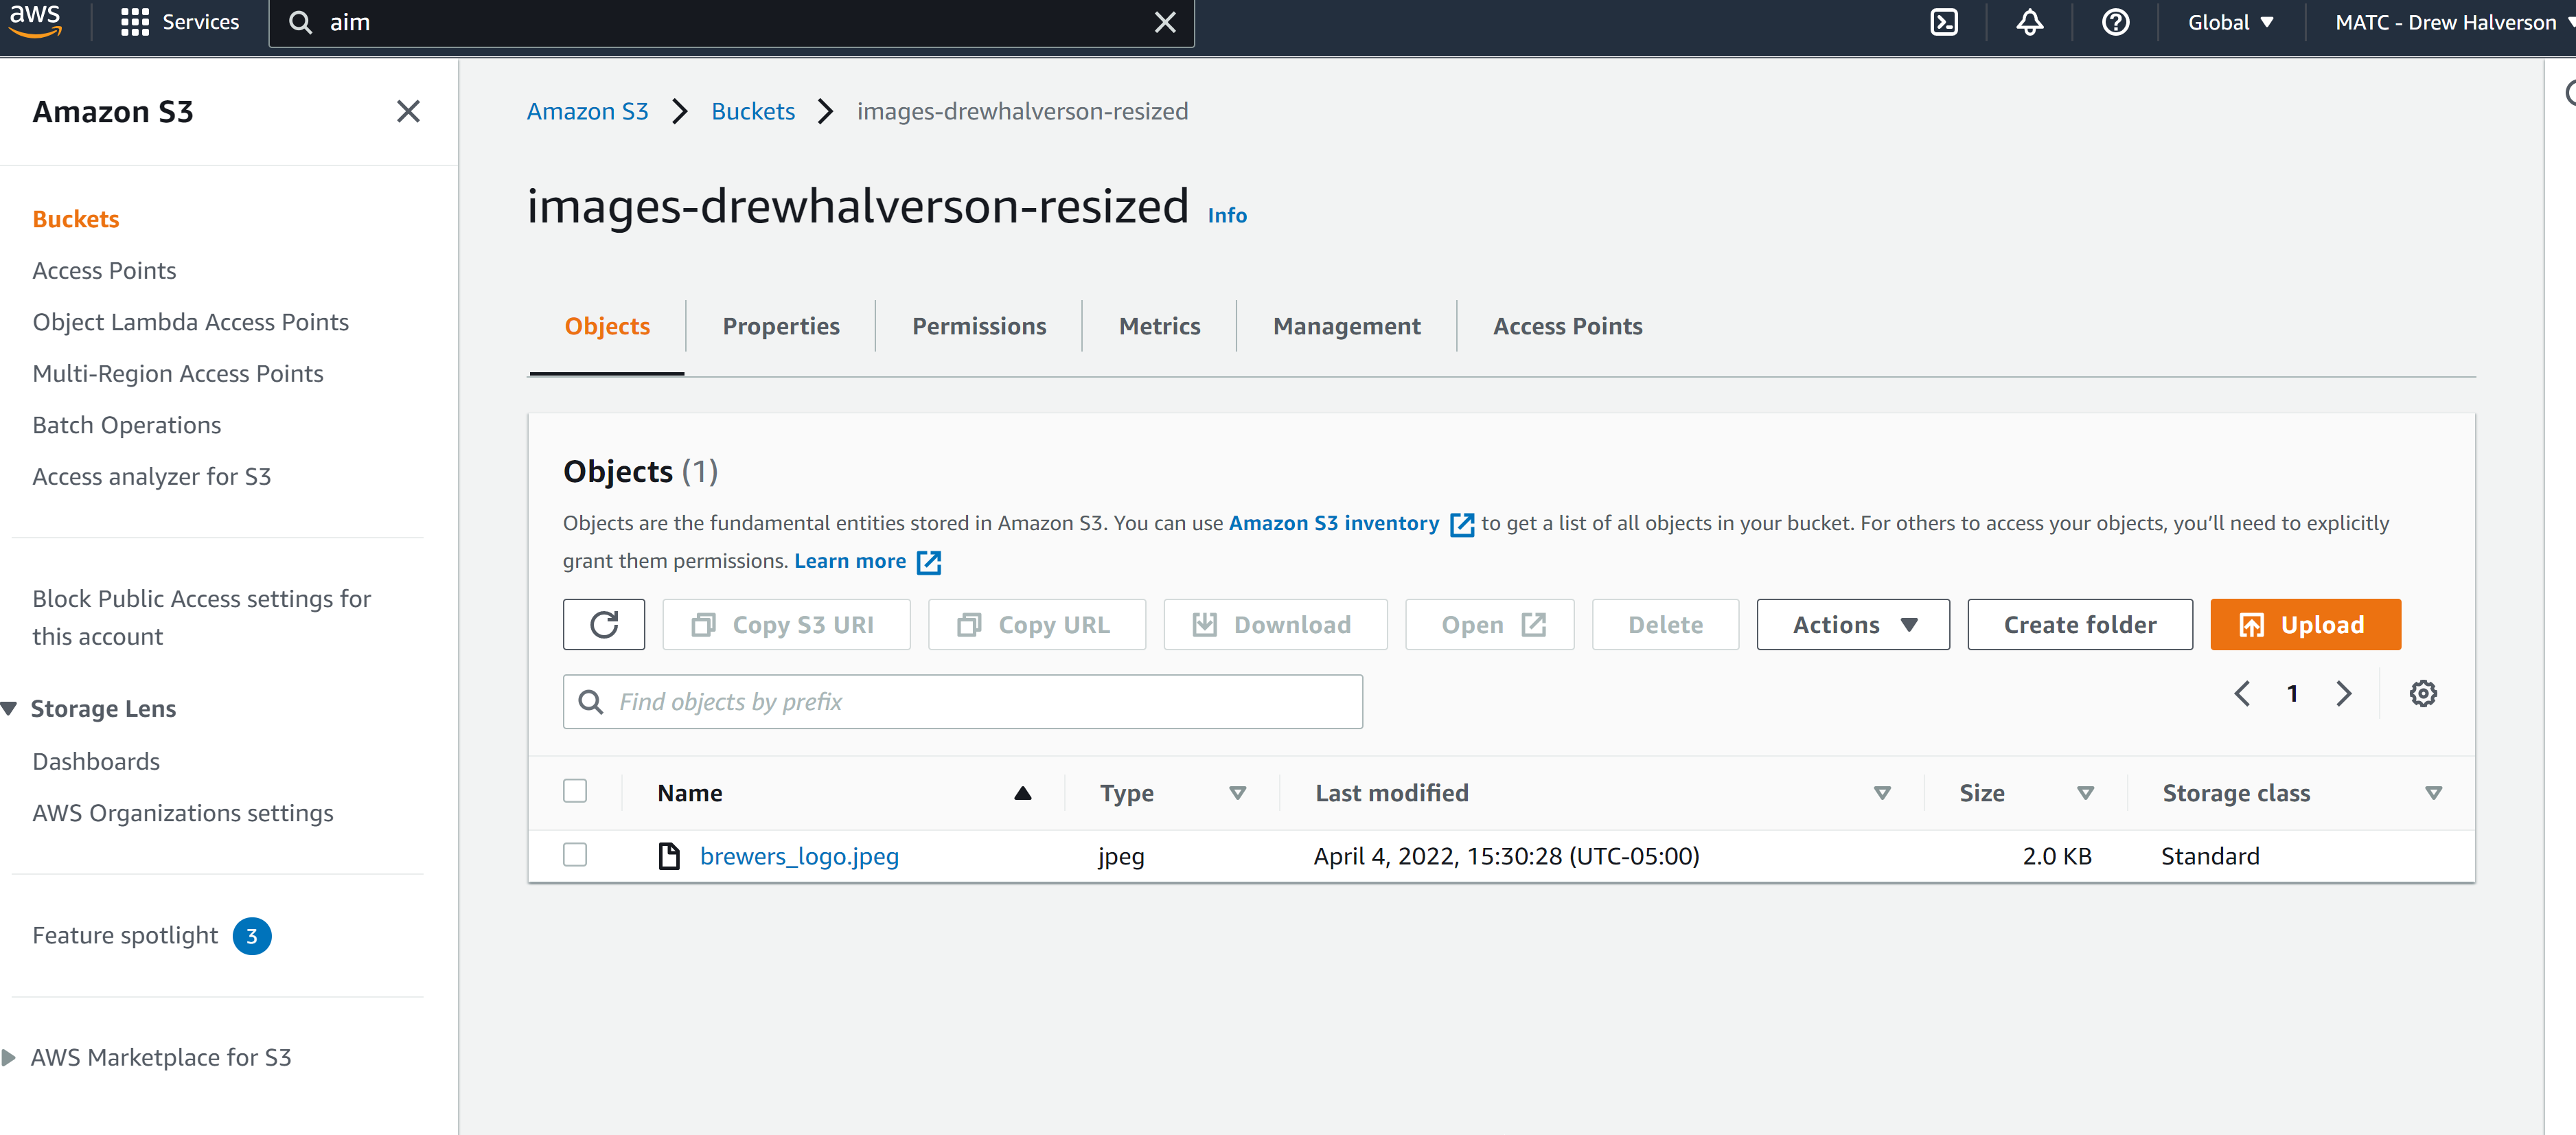 aws
Services
aim
Global
MATC - Drew Halverson
Amazon S3
Buckets
Access Points
Object Lambda Access Points
Multi-Region Access Points
Batch Operations
Access analyzer for S3
Block Public Access settings for
this account
Storage Lens
Dashboards
AWS Organizations settings
Feature spotlight 3
AWS Marketplace for S3
Amazon S3 > Buckets > images-drewhalverson-resized
images-drewhalverson-resized Info
Objects Properties Permissions Metrics Management Access Points
Objects (1)
Objects are the fundamental entities stored in Amazon S3. You can use Amazon S3 inventory to get a list of all objects in your bucket. For others to access your objects, you’ll need to explicitly
grant them permissions. Learn more
Copy S3 URI Copy URL Download Open Delete Actions Create folder Upload
Find objects by prefix
1
Name Type Last modified Size Storage class
brewers_logo.jpeg jpeg April 4, 2022, 15:30:28 (UTC-05:00) 2.0 KB Standard